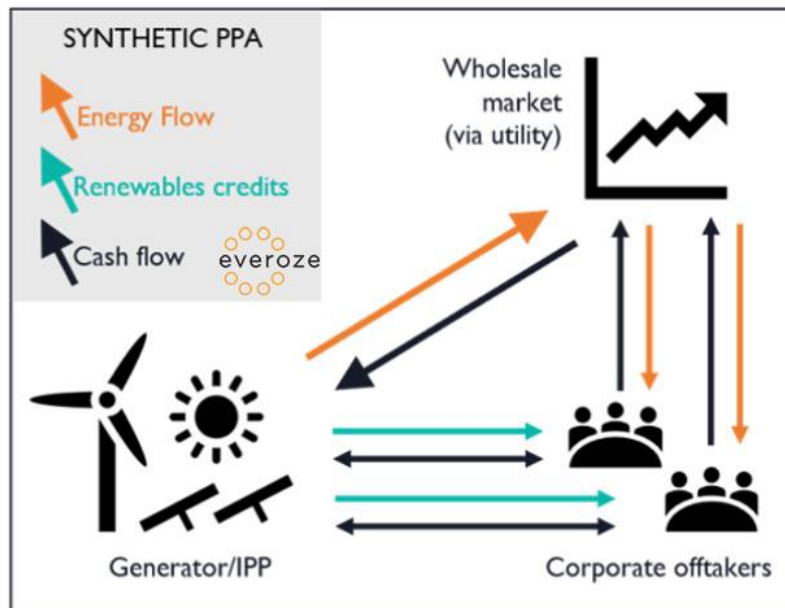 SYNTHETIC PPA
Energy Flow
Renewables credits
Cash flow
everoze
Wholesale
market
(via utility)
Generator/IPP
Corporate offtakers